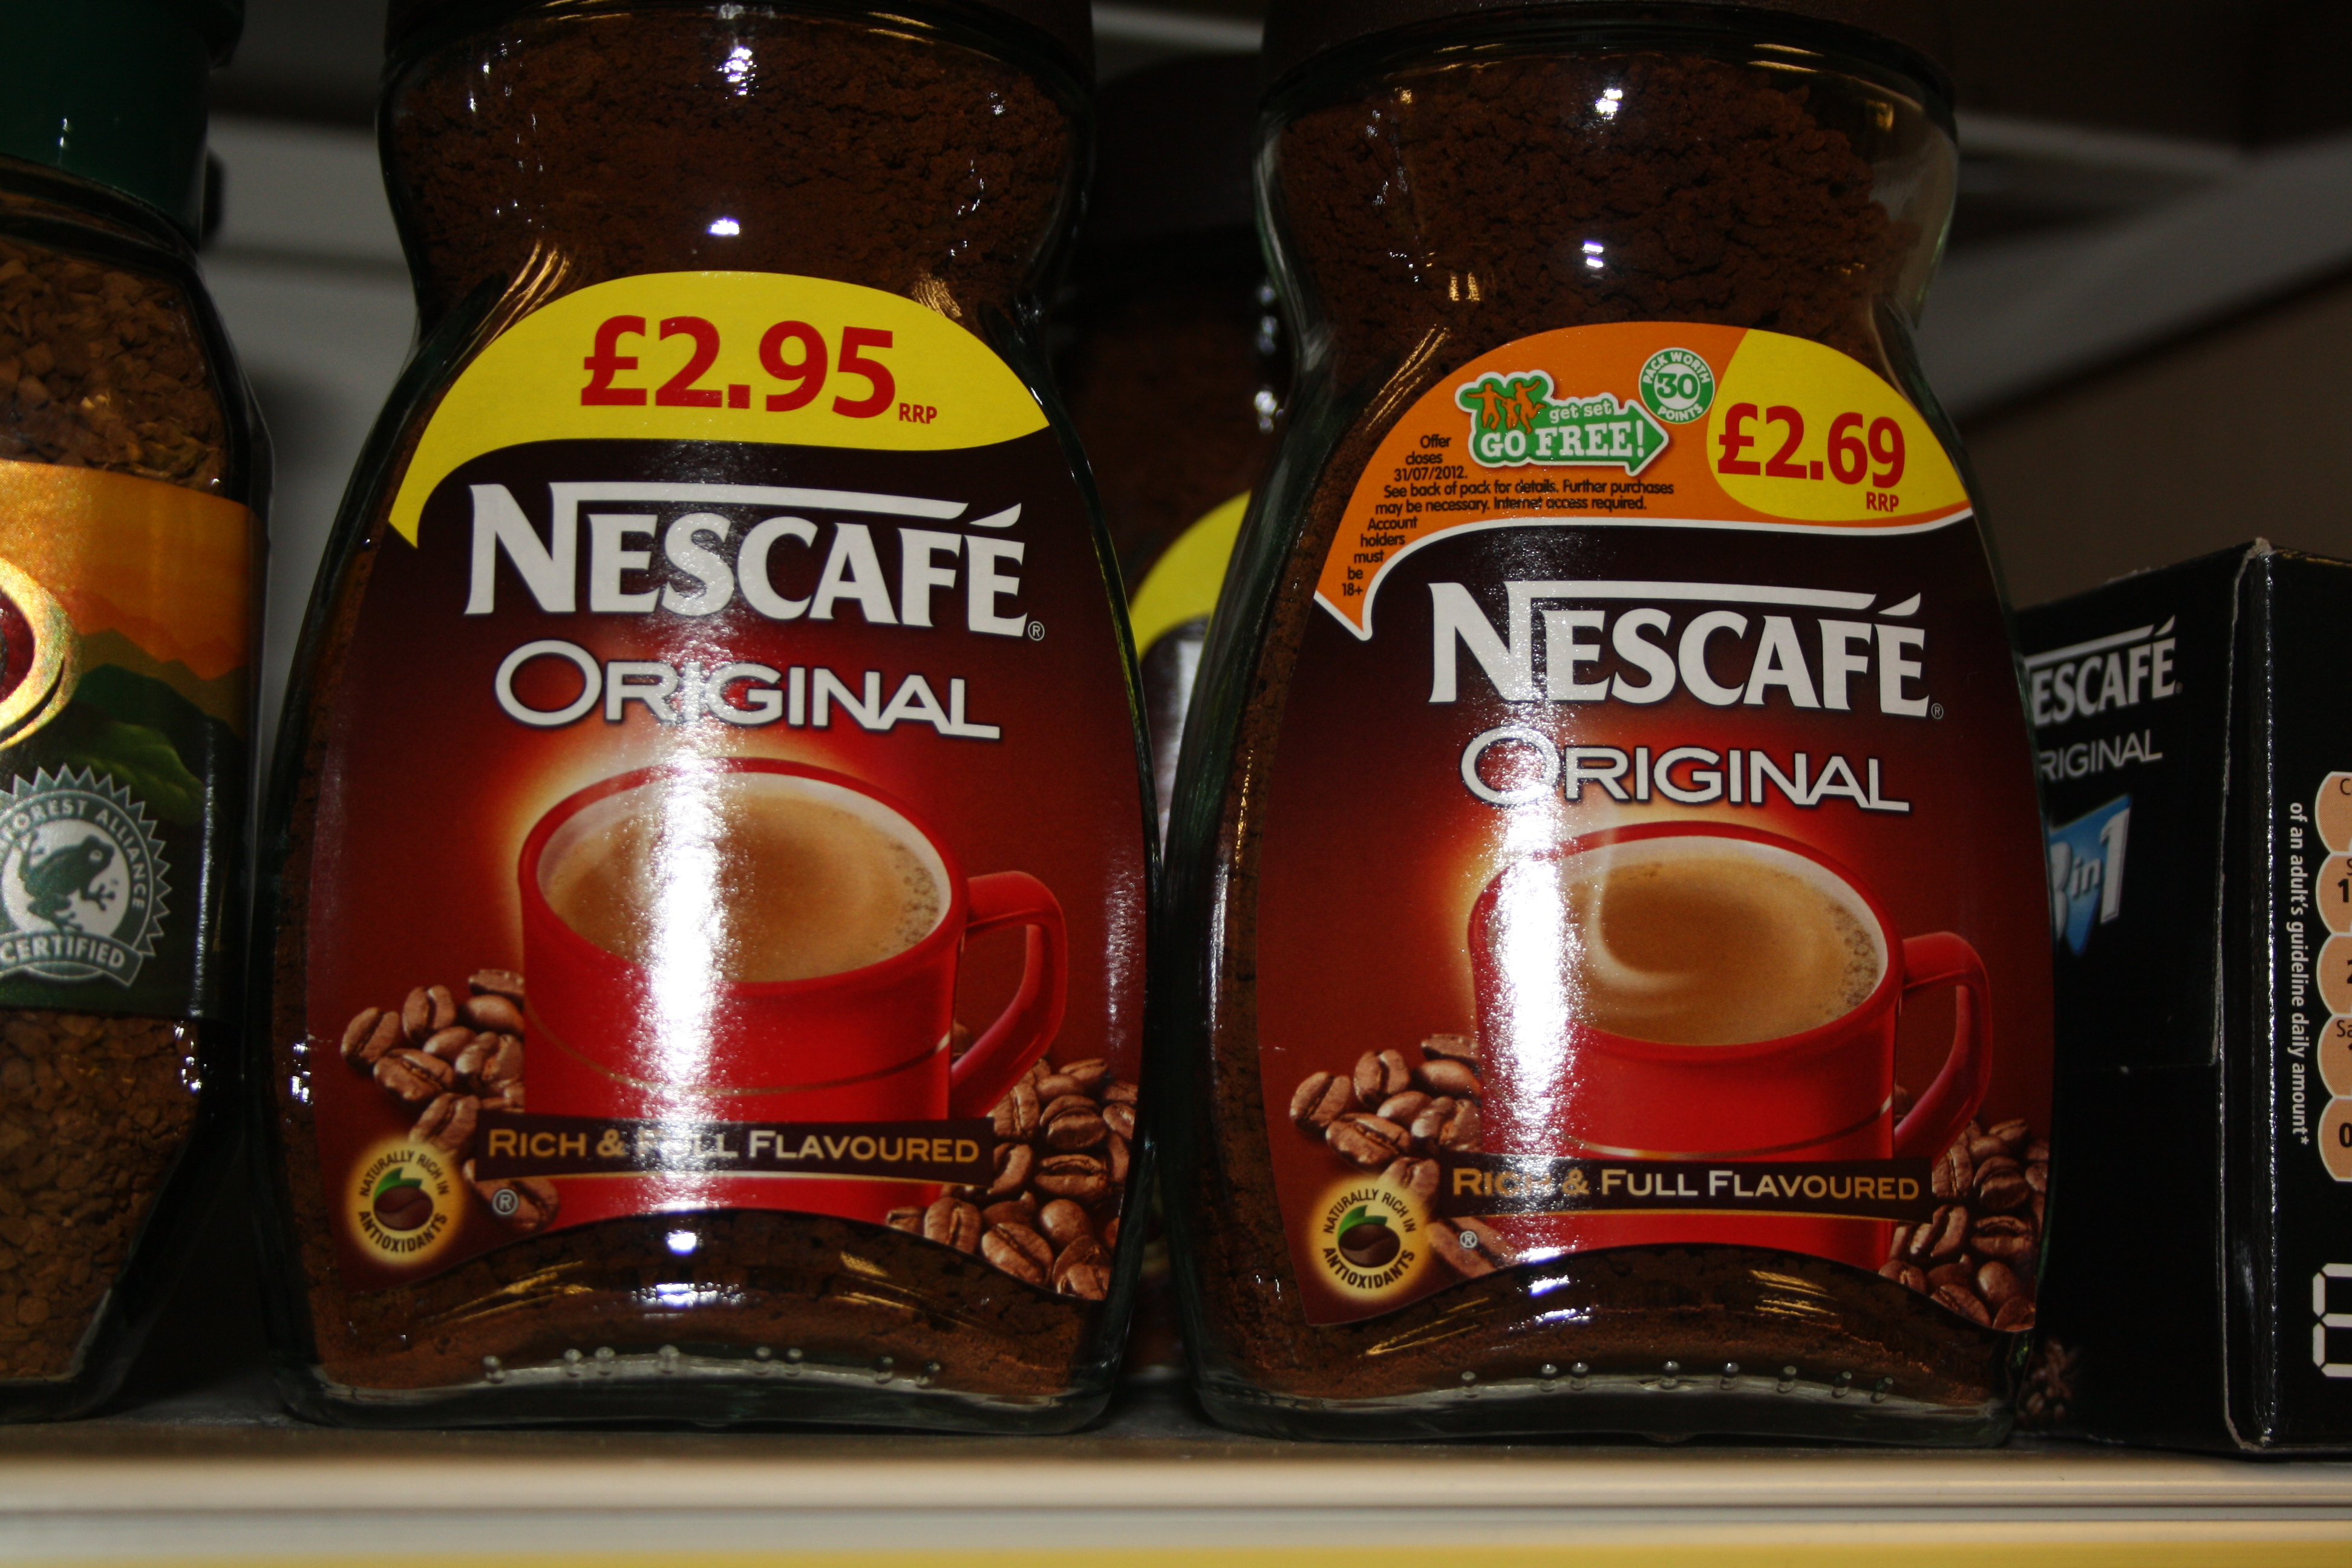 FOREST ALLIANCE
CERTIFIED
£2.95 RRP
NESCAFÉ®
ORIGINAL
RICH & FULL FLAVOURED
®
NATURALLY RICH IN
ANTIOXIDANTS
get set
GO FREE!
PACK WORTH
30
POINTS
£2.69
RRP
Offer
closes
31/07/2012.
See back of pack for details. Further purchases
may be necessary. Internet access required.
Account
holders
must
be
18+
NESCAFÉ®
ORIGINAL
RICH & FULL FLAVOURED
®
NATURALLY RICH IN
ANTIOXIDANTS
ESCAFÉ
RIGINAL
3in1
of an adult's guideline daily amount*